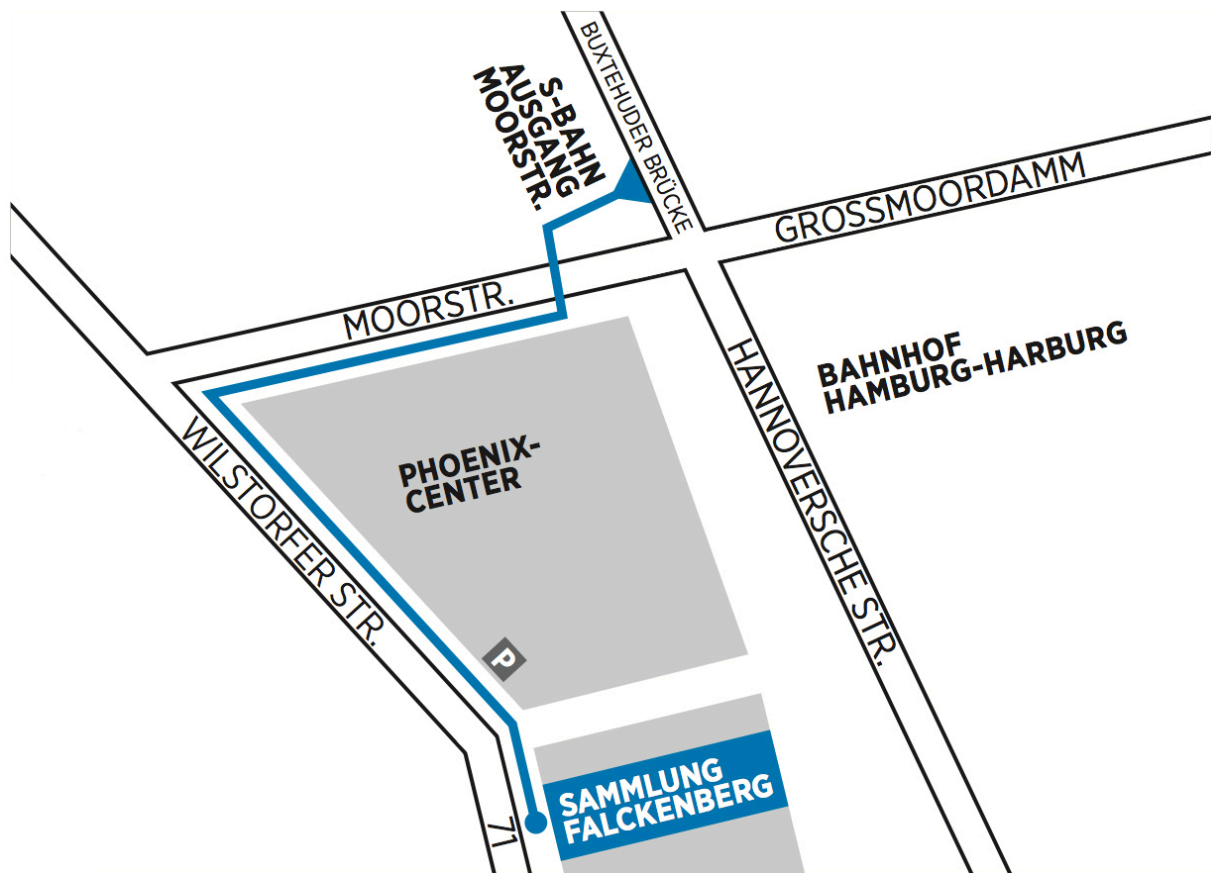 BUXTEHUDER BRÜCKE
S-BAHN
AUSGANG
MOORSTR.
GROSSMOORDAMM
MOORSTR.
BAHNHOF
HAMBURG-HARBURG
HANNOVERSCHE STR.
WILSTORFER STR.
PHOENIX-
CENTER
P
SAMMLUNG
FALCKENBERG
71